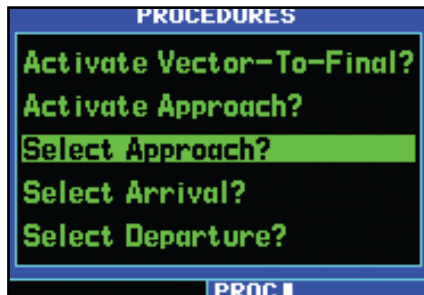 PROCEDURES
Activate Vector-To-Final?
Activate Approach?
Select Approach?
Select Arrival?
Select Departure?
PROC